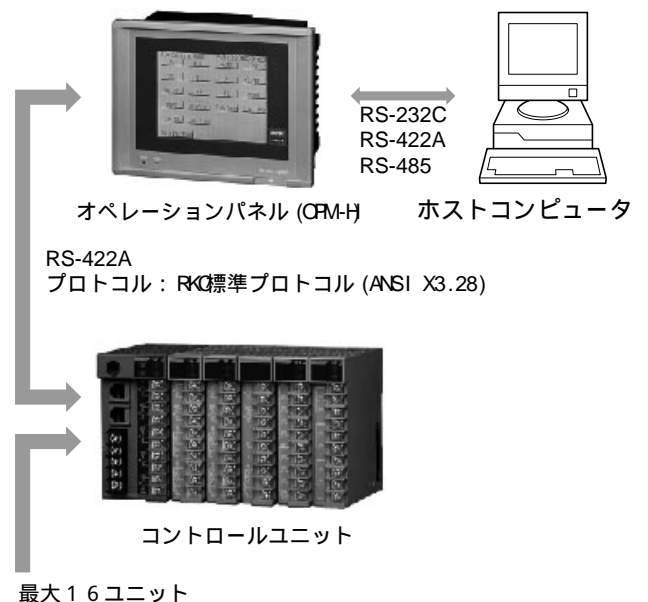 RS-232C
RS-422A
RS-485
オペレーションパネル (OPM-H)
ホストコンピュータ
RS-422A
プロトコル : RKC標準プロトコル (ANSI X3.28)
コントロールユニット
最大16ユニット